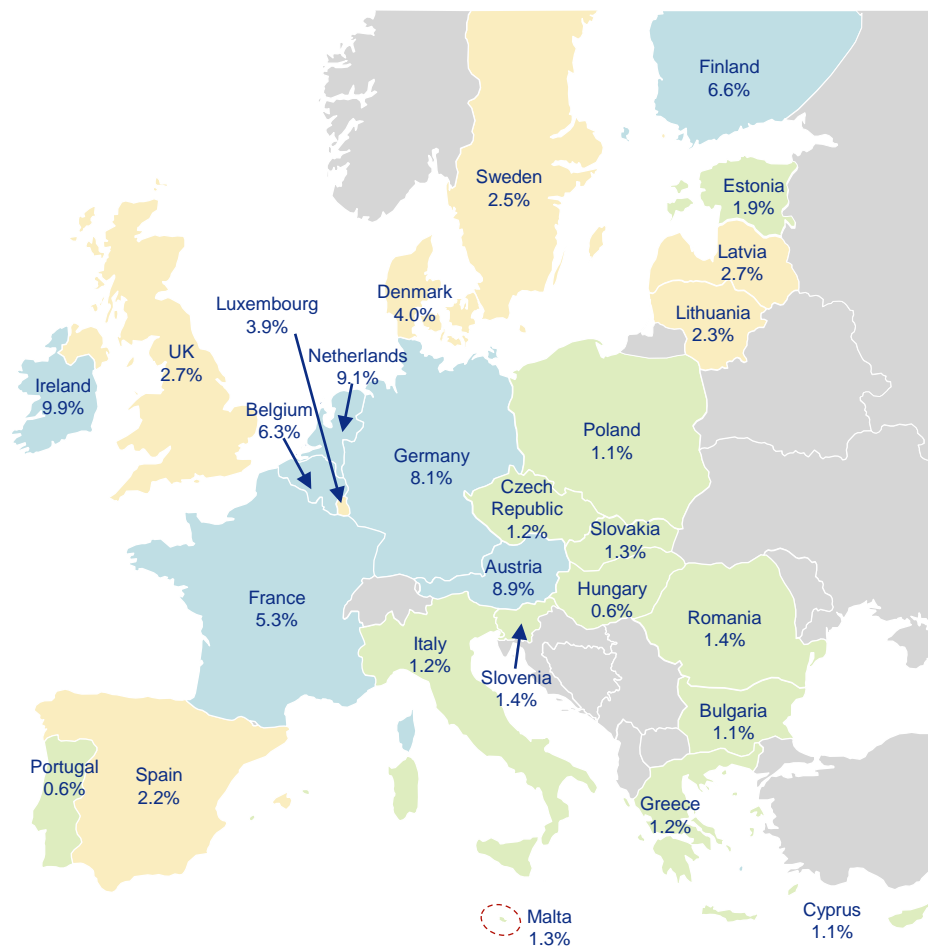 Finland
6.6%
Sweden
2.5%
Estonia
1.9%
Latvia
2.7%
Lithuania
2.3%
Denmark
4.0%
Luxembourg
3.9%
Netherlands
9.1%
UK
2.7%
Ireland
9.9%
Belgium
6.3%
Germany
8.1%
Poland
1.1%
Czech
Republic
1.2%
Slovakia
1.3%
Austria
8.9%
Hungary
0.6%
France
5.3%
Romania
1.4%
Italy
1.2%
Slovenia
1.4%
Bulgaria
1.1%
Portugal
0.6%
Spain
2.2%
Greece
1.2%
Malta
1.3%
Cyprus
1.1%